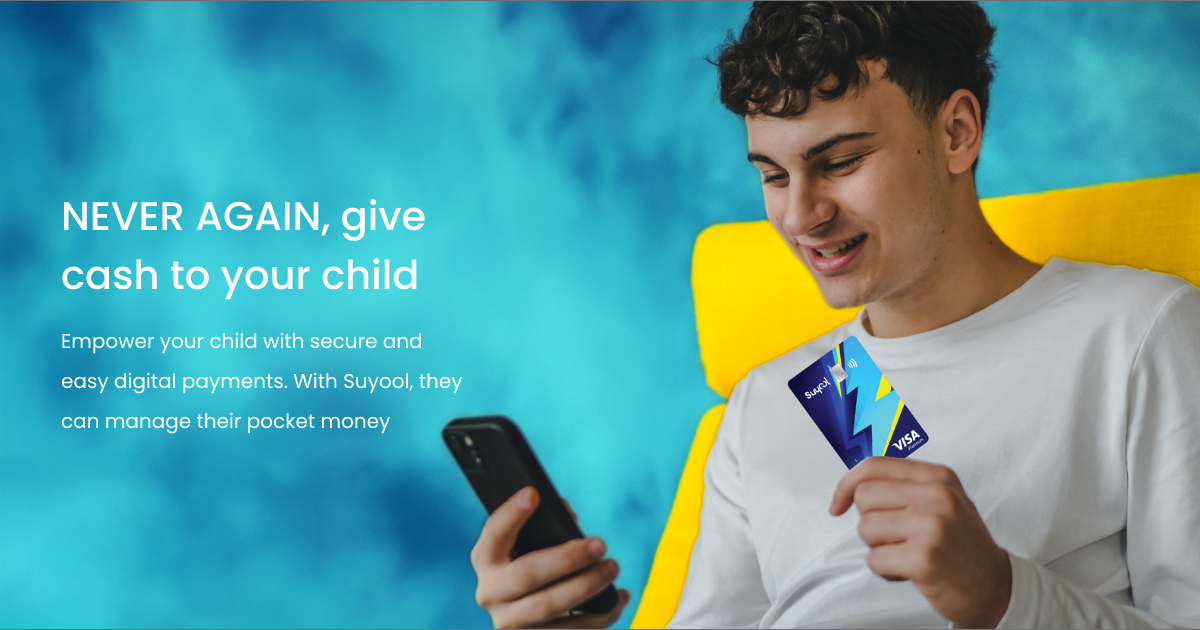 NEVER AGAIN, give
cash to your child
Empower your child with secure and
easy digital payments. With Suyool, they
can manage their pocket money
Suyool
VISA